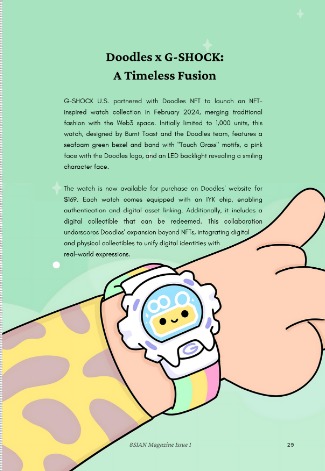 Doodles x G-SHOCK:
A Timeless Fusion
G-SHOCK U.S. partnered with Doodles NFT to launch an NFT-
inspired watch collection in February 2024, merging traditional
fashion with the Web3 space. Initially limited to 1,000 units, this
watch, designed by Burnt Toast and the Doodles team, features a
seafoam green bezel and band with "Touch Grass" motifs, a pink
face with the Doodles logo, and an LED backlight revealing a smiling
character face.
The watch is now available for purchase on Doodles' website for
$169. Each watch comes equipped with an IYK chip, enabling
authentication and digital asset linking. Additionally, it includes a
digital collectible that can be redeemed. This collaboration
underscores Doodles' expansion beyond NFTs, integrating digital
and physical collectibles to unify digital identities with
real-world expressions.
G
8SIAN Magazine Issue 1
29